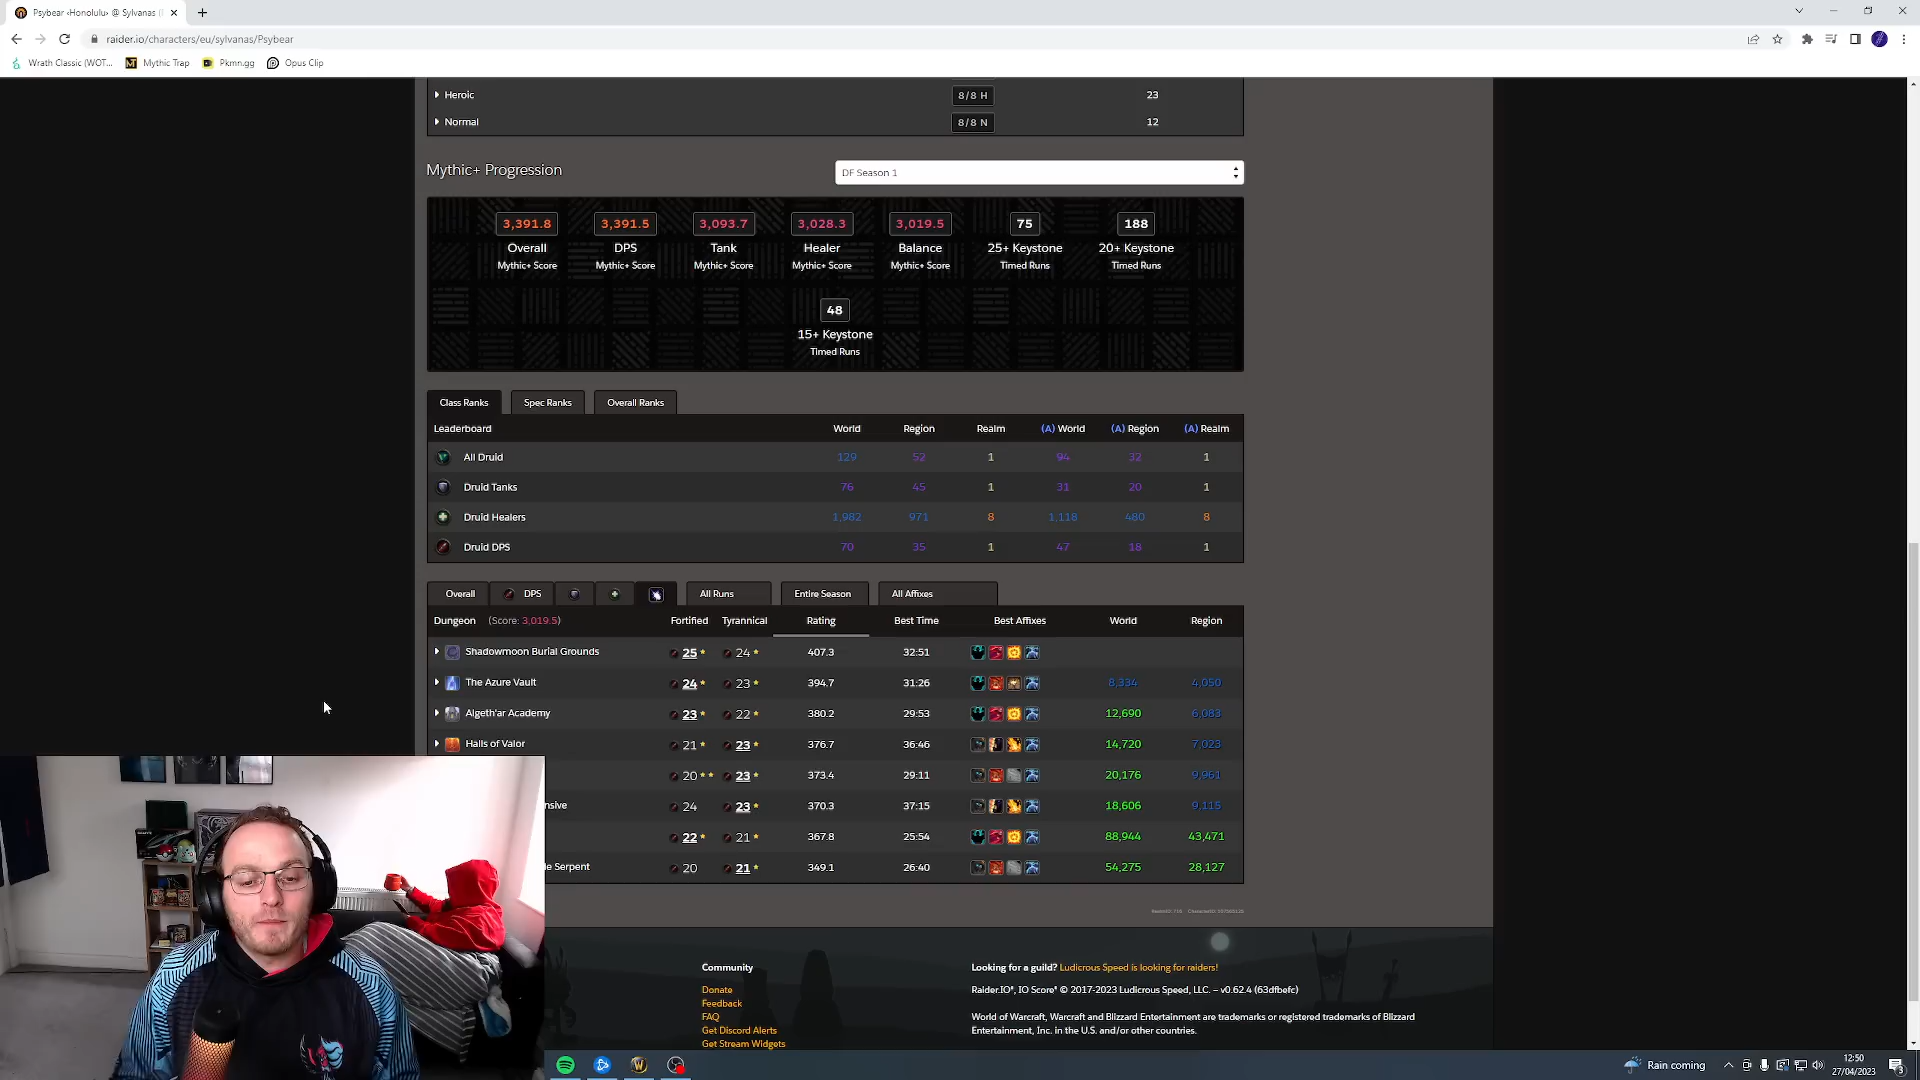 Psybear <Honolulu> @ Sylvanas (
raider.io/characters/eu/sylvanas/Psybear
Wrath Classic (WOT... Mythic Trap Pkmn.gg Opus Clip
Heroic 8/8 H 23
Normal 8/8 N 12
Mythic+ Progression DF Season 1
3,391.8 3,391.5 3,093.7 3,028.3 3,019.5 75 188
Overall DPS Tank Healer Balance 25+ Keystone 20+ Keystone
Mythic+ Score Mythic+ Score Mythic+ Score Mythic+ Score Mythic+ Score Timed Runs Timed Runs
48
15+ Keystone
Timed Runs
Class Ranks Spec Ranks Overall Ranks
Leaderboard World Region Realm (A) World (A) Region (A) Realm
All Druid 129 52 1 94 32 1
Druid Tanks 76 45 1 31 20 1
Druid Healers 1,982 971 8 1,118 480 8
Druid DPS 70 35 1 47 18 1
Overall DPS All Runs Entire Season All Affixes
Dungeon (Score: 3,019.5) Fortified Tyrannical Rating Best Time Best Affixes World Region
Shadowmoon Burial Grounds 25 * 24 * 407.3 32:51
The Azure Vault 24 * 23 * 394.7 31:26 8,334 4,050
Algeth'ar Academy 23 * 22 * 380.2 29:53 12,690 6,083
Halls of Valor 21 * 23 * 376.7 36:46 14,720 7,023
20 * * 23 * 373.4 29:11 20,176 9,961
nsive 24 23 * 370.3 37:15 18,606 9,115
22 * 21 * 367.8 25:54 88,944 43,471
de Serpent 20 21 * 349.1 26:40 54,275 28,127
Community
Donate
Feedback
FAQ
Get Discord Alerts
Get Stream Widgets
Looking for a guild? Ludicrous Speed is looking for raiders!
Raider.IO®, IO Score® © 2017-2023 Ludicrous Speed, LLC. – v0.62.4 (63dfbefc)
World of Warcraft, Warcraft and Blizzard Entertainment are trademarks or registered trademarks of Blizzard
Entertainment, Inc. in the U.S. and/or other countries.
Rain coming
12:50
27/04/2023
3